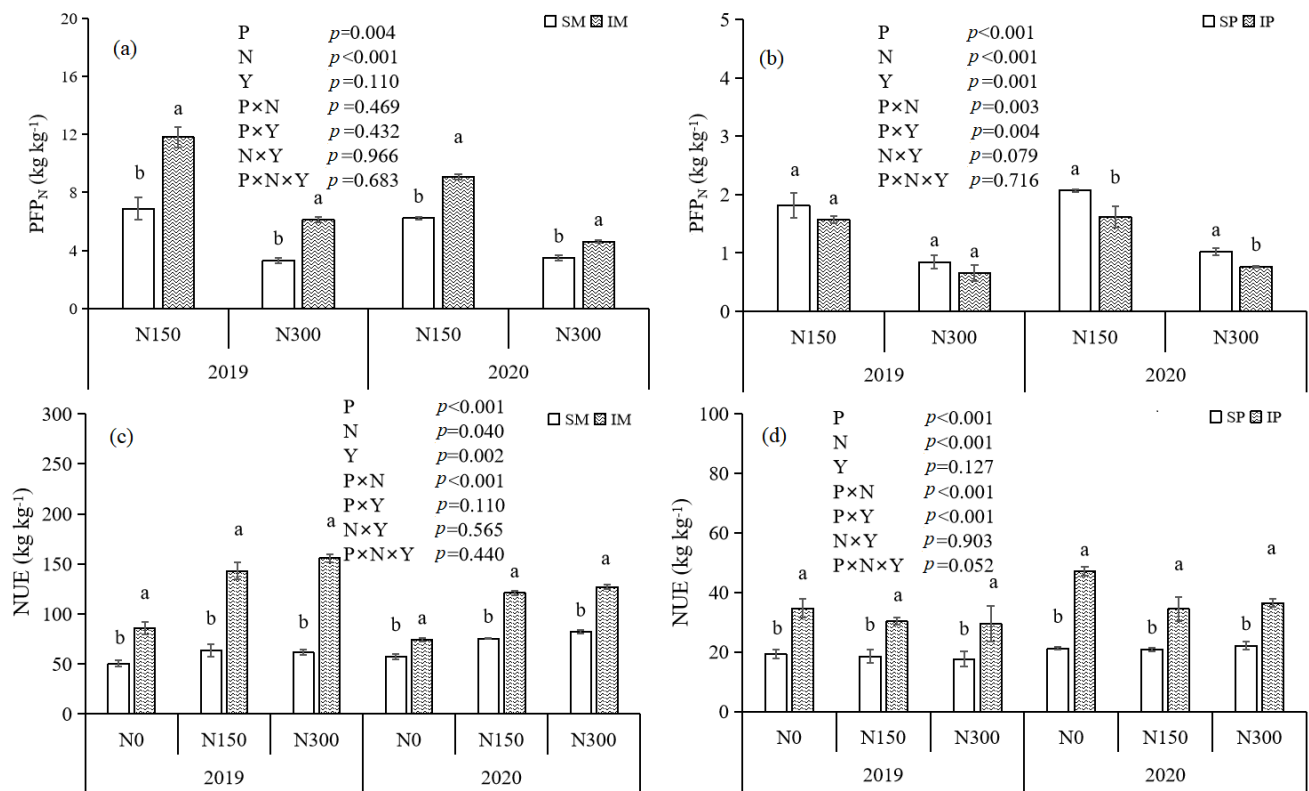 (a)
SM IM
P p=0.004
N p<0.001
Y p=0.110
P×N p=0.469
P×Y p=0.432
N×Y p=0.966
P×N×Y p=0.683
PFPN (kg kg-1)
20
16
12
8
4
0
b a b a b a b a
N150 N300 N150 N300
2019 2020
(b)
SP IP
P p<0.001
N p<0.001
Y p=0.001
P×N p=0.003
P×Y p=0.004
N×Y p=0.079
P×N×Y p=0.716
PFPN (kg kg-1)
5
4
3
2
1
0
a a a a a b a b
N150 N300 N150 N300
2019 2020
(c)
SM IM
P p<0.001
N p=0.040
Y p=0.002
P×N p<0.001
P×Y p=0.110
N×Y p=0.565
P×N×Y p=0.440
NUE (kg kg-1)
300
250
200
150
100
50
0
b a b a b a b a b a b a
N0 N150 N300 N0 N150 N300
2019 2020
(d)
SP IP
P p<0.001
N p<0.001
Y p=0.127
P×N p<0.001
P×Y p<0.001
N×Y p=0.903
P×N×Y p=0.052
NUE (kg kg-1)
100
80
60
40
20
0
b a b a b a b a b a b a
N0 N150 N300 N0 N150 N300
2019 2020